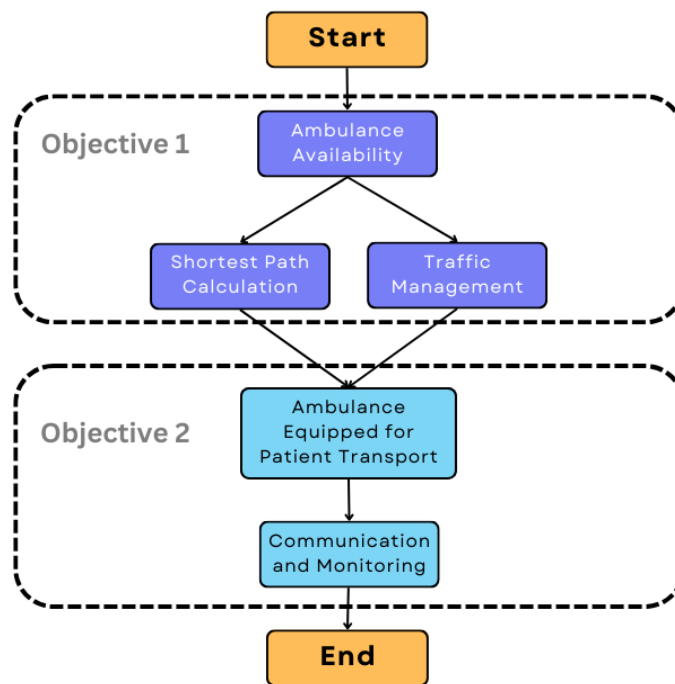 Start
Objective 1
Ambulance
Availability
Shortest Path
Calculation
Traffic
Management
Objective 2
Ambulance
Equipped for
Patient Transport
Communication
and Monitoring
End